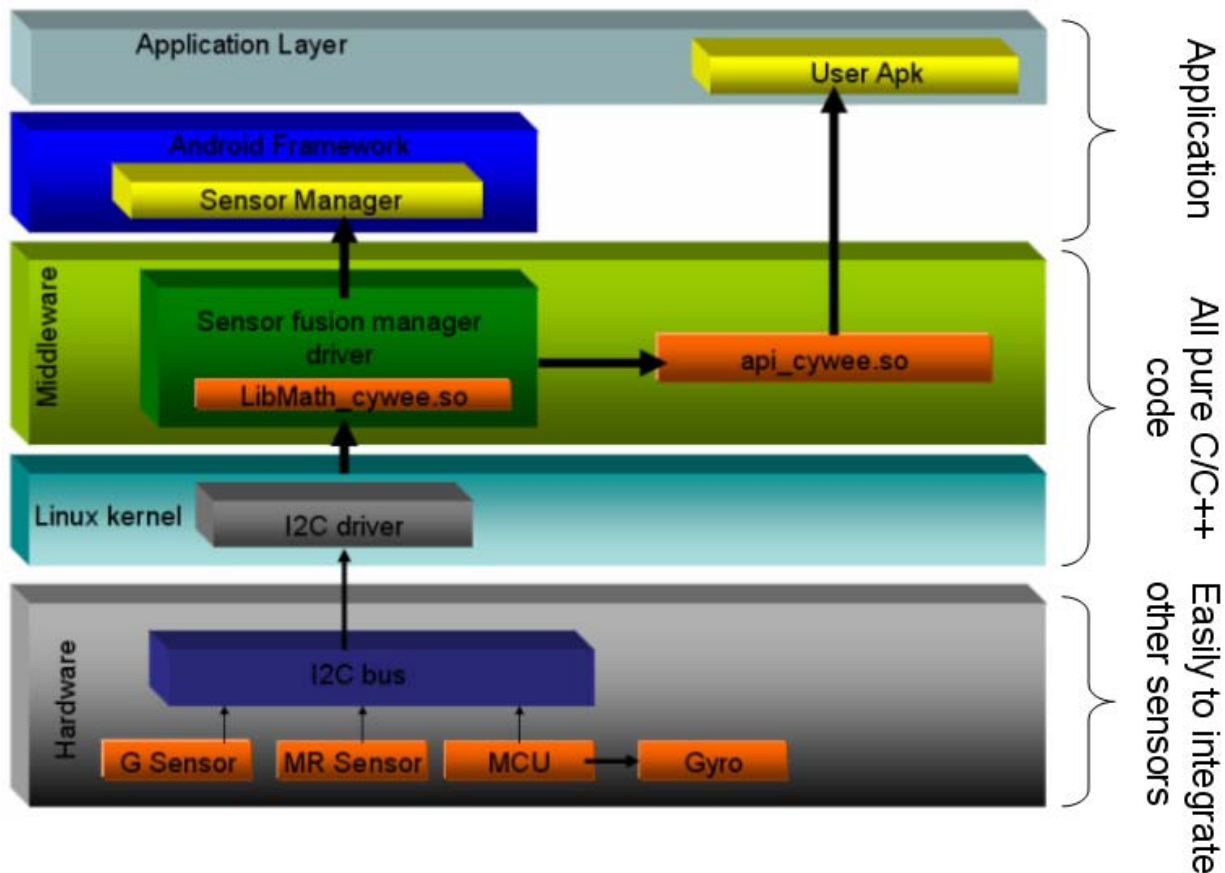 Application Layer
User Apk
Android Framework
Sensor Manager
Middleware
Sensor fusion manager
driver
LibMath_cywee.so
api_cywee.so
Linux kernel
I2C driver
Hardware
I2C bus
G Sensor
MR Sensor
MCU
Gyro
Application
All pure C/C++
code
Easily to integrate
other sensors